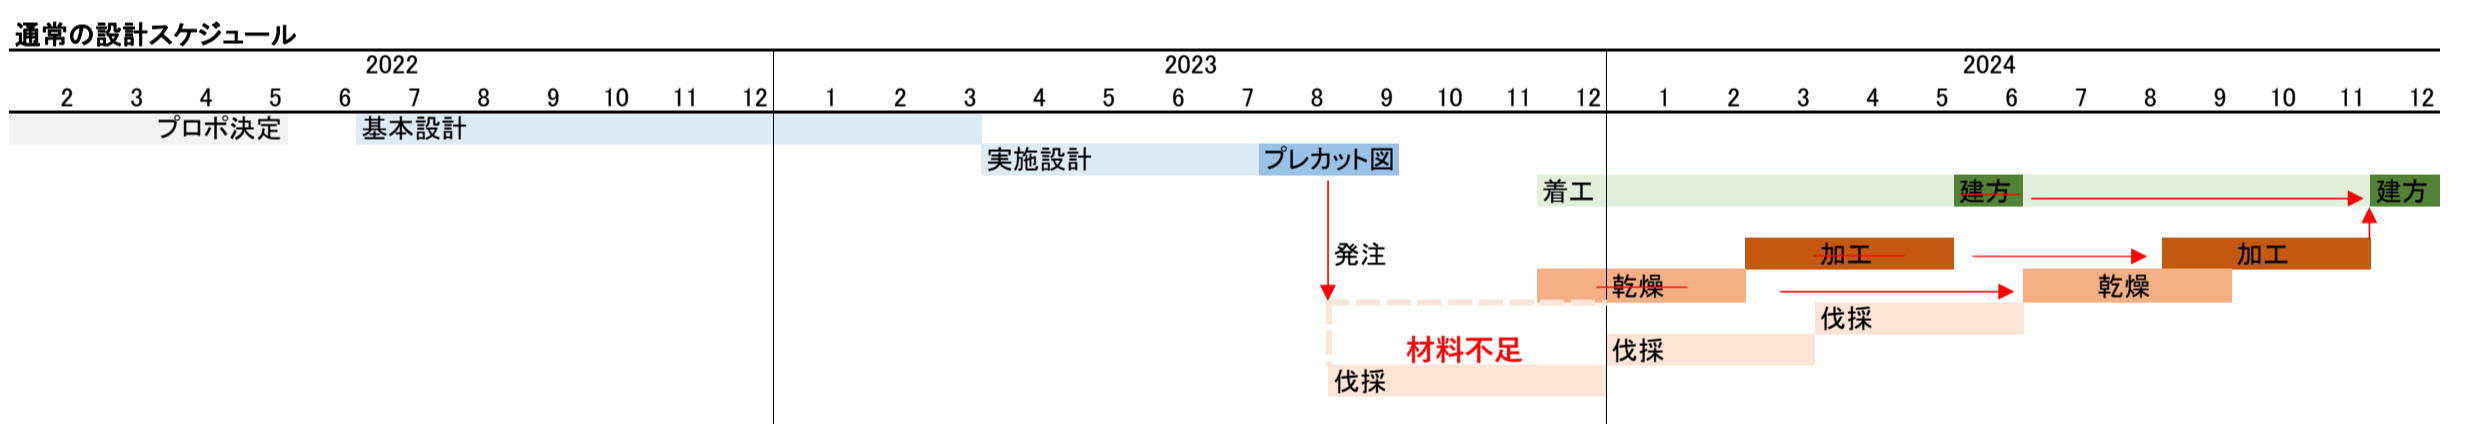 通常の設計スケジュール
2022 2023 2024
2 3 4 5 6 7 8 9 10 11 12 1 2 3 4 5 6 7 8 9 10 11 12 1 2 3 4 5 6 7 8 9 10 11 12
プロポ決定 基本設計
実施設計 プレカット図
着工 建方 建方
発注 加工 加工
乾燥 乾燥
伐採
材料不足 伐採
伐採